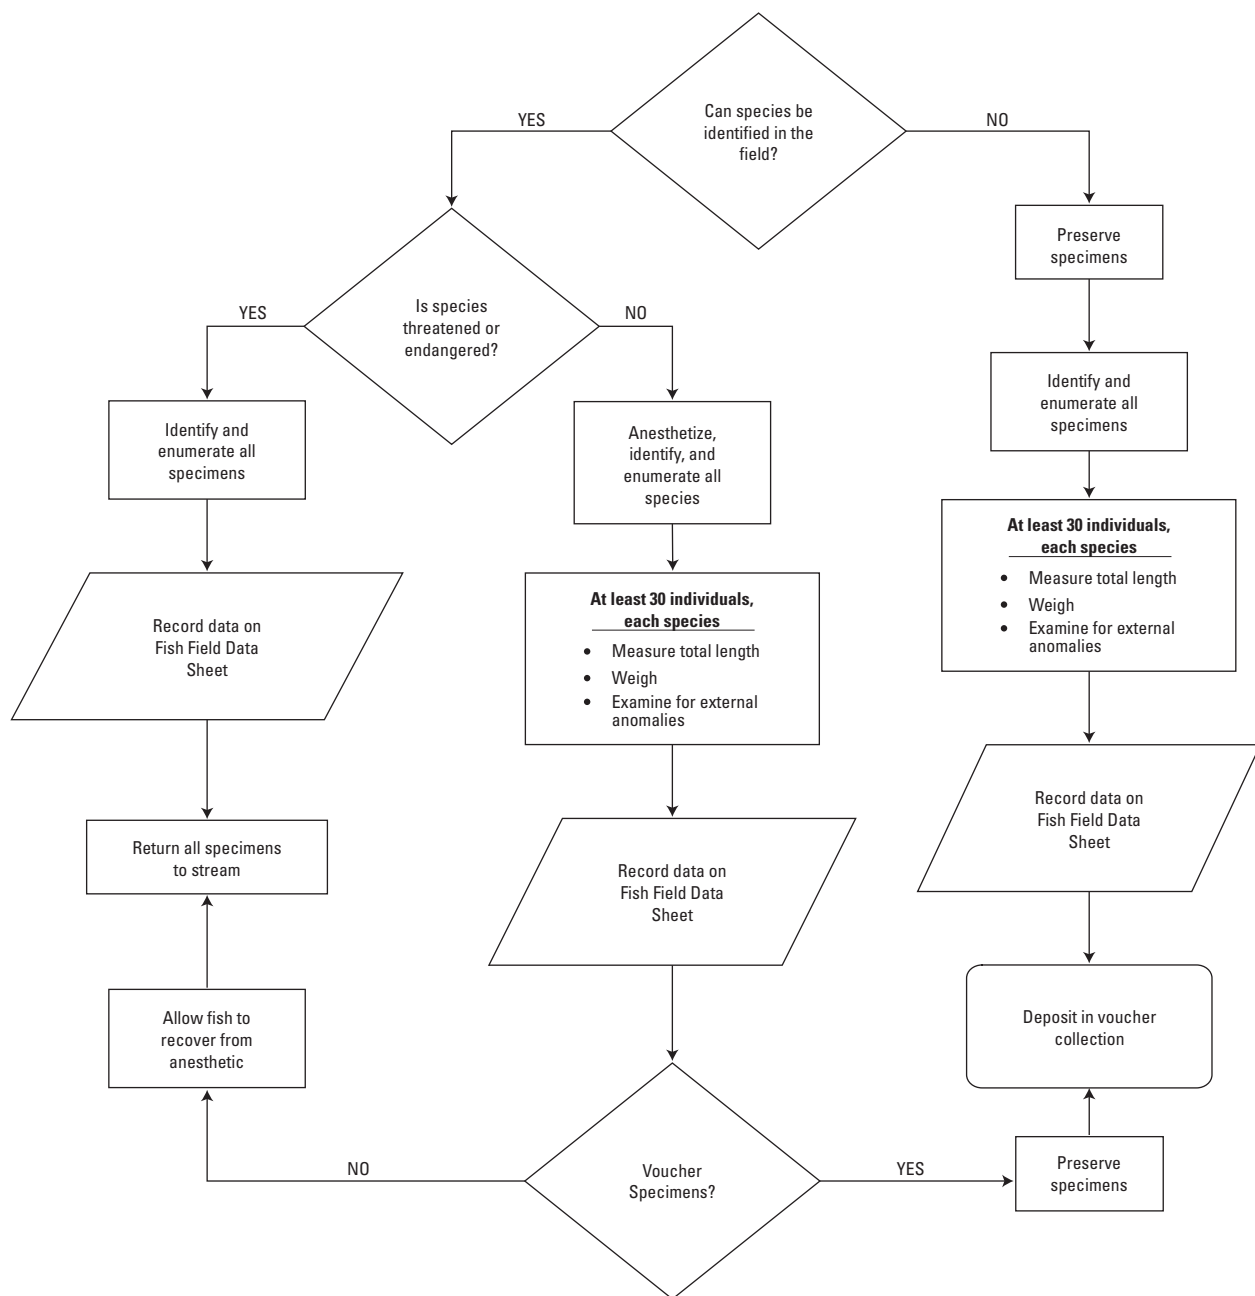 Can species be
identified in the
field?
YES
NO
Preserve
specimens
Is species
threatened or
endangered?
YES
NO
Identify and
enumerate all
specimens
Anesthetize,
identify, and
enumerate all
species
Identify and
enumerate all
specimens
At least 30 individuals,
each species
• Measure total length
• Weigh
• Examine for external
anomalies
At least 30 individuals,
each species
• Measure total length
• Weigh
• Examine for external
anomalies
Record data on
Fish Field Data
Sheet
Record data on
Fish Field Data
Sheet
Record data on
Fish Field Data
Sheet
Return all specimens
to stream
Allow fish to
recover from
anesthetic
Deposit in voucher
collection
Voucher
Specimens?
NO
YES
Preserve
specimens